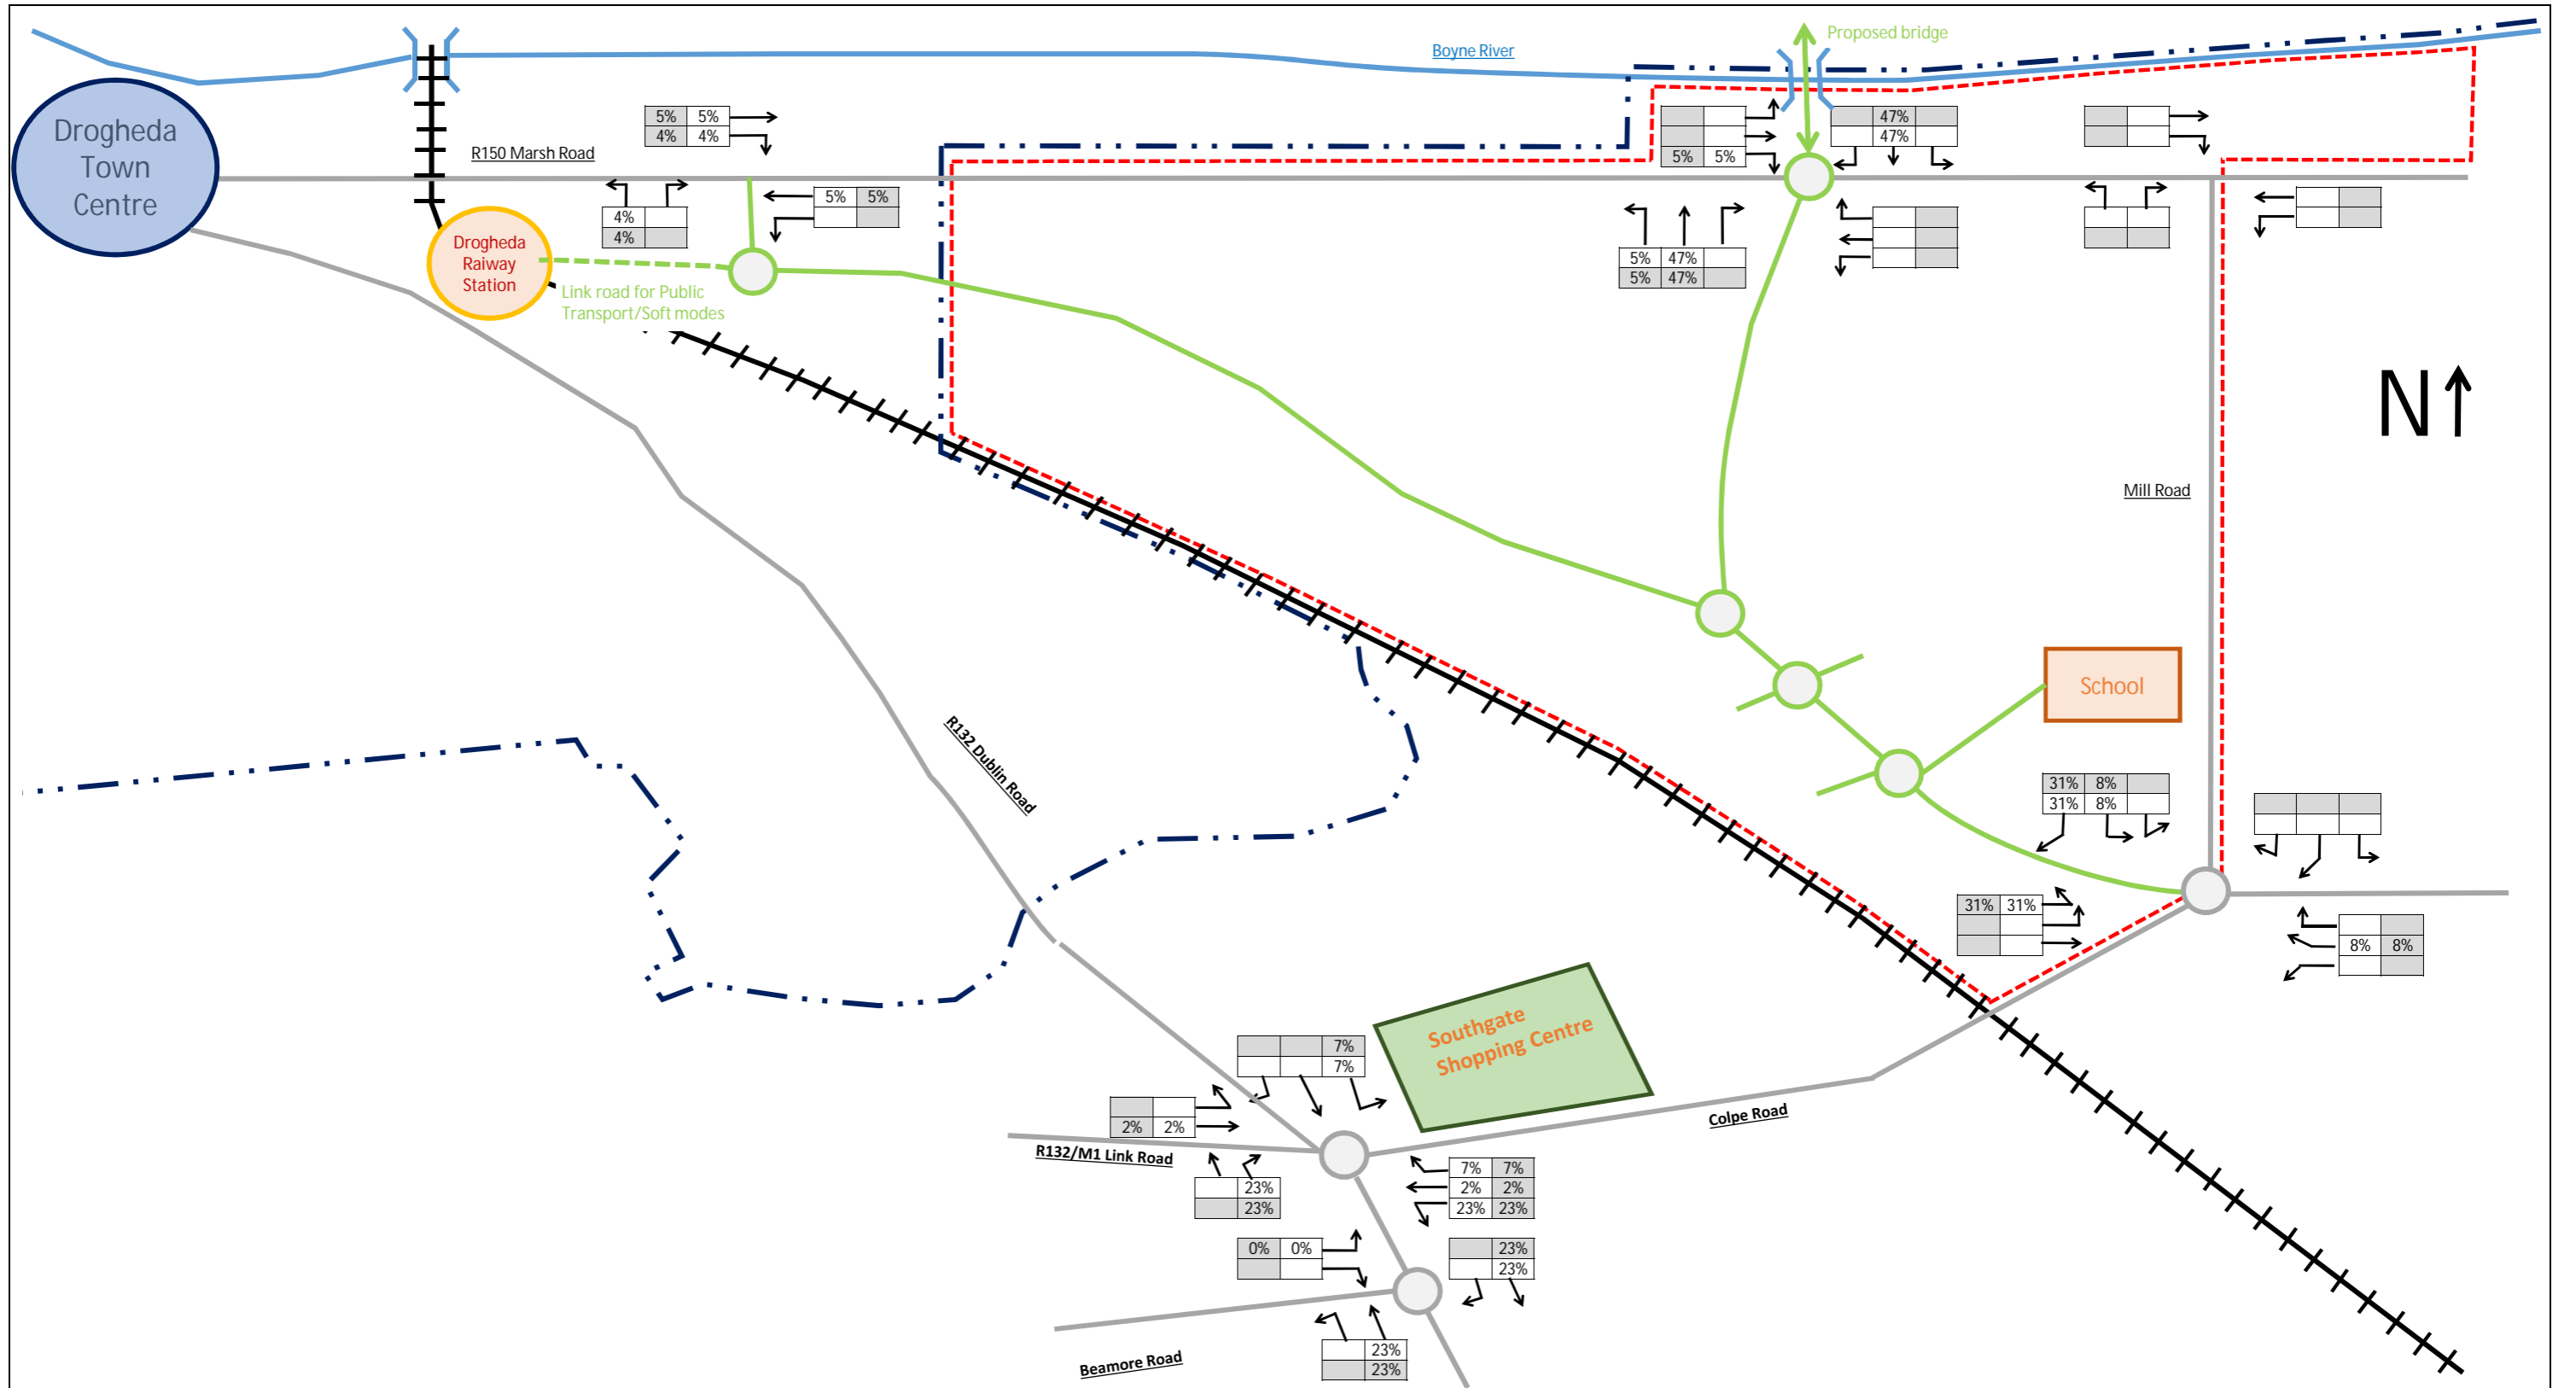 Proposed bridge
Boyne River
Drogheda
Town
Centre
5% 5%
4% 4%
R150 Marsh Road
47%
47%
5% 5%
4%
4%
5% 5%
Drogheda
Raiway
Station
Link road for Public
Transport/Soft modes
5% 47%
5% 47%
N
Mill Road
School
R132 Dublin Road
31% 8%
31% 8%
31% 31%
8% 8%
Southgate
Shopping Centre
7%
7%
2% 2%
Colpe Road
R132/M1 Link Road
7% 7%
2% 2%
23% 23%
23%
23%
0% 0%
23%
23%
Beamore Road
23%
23%